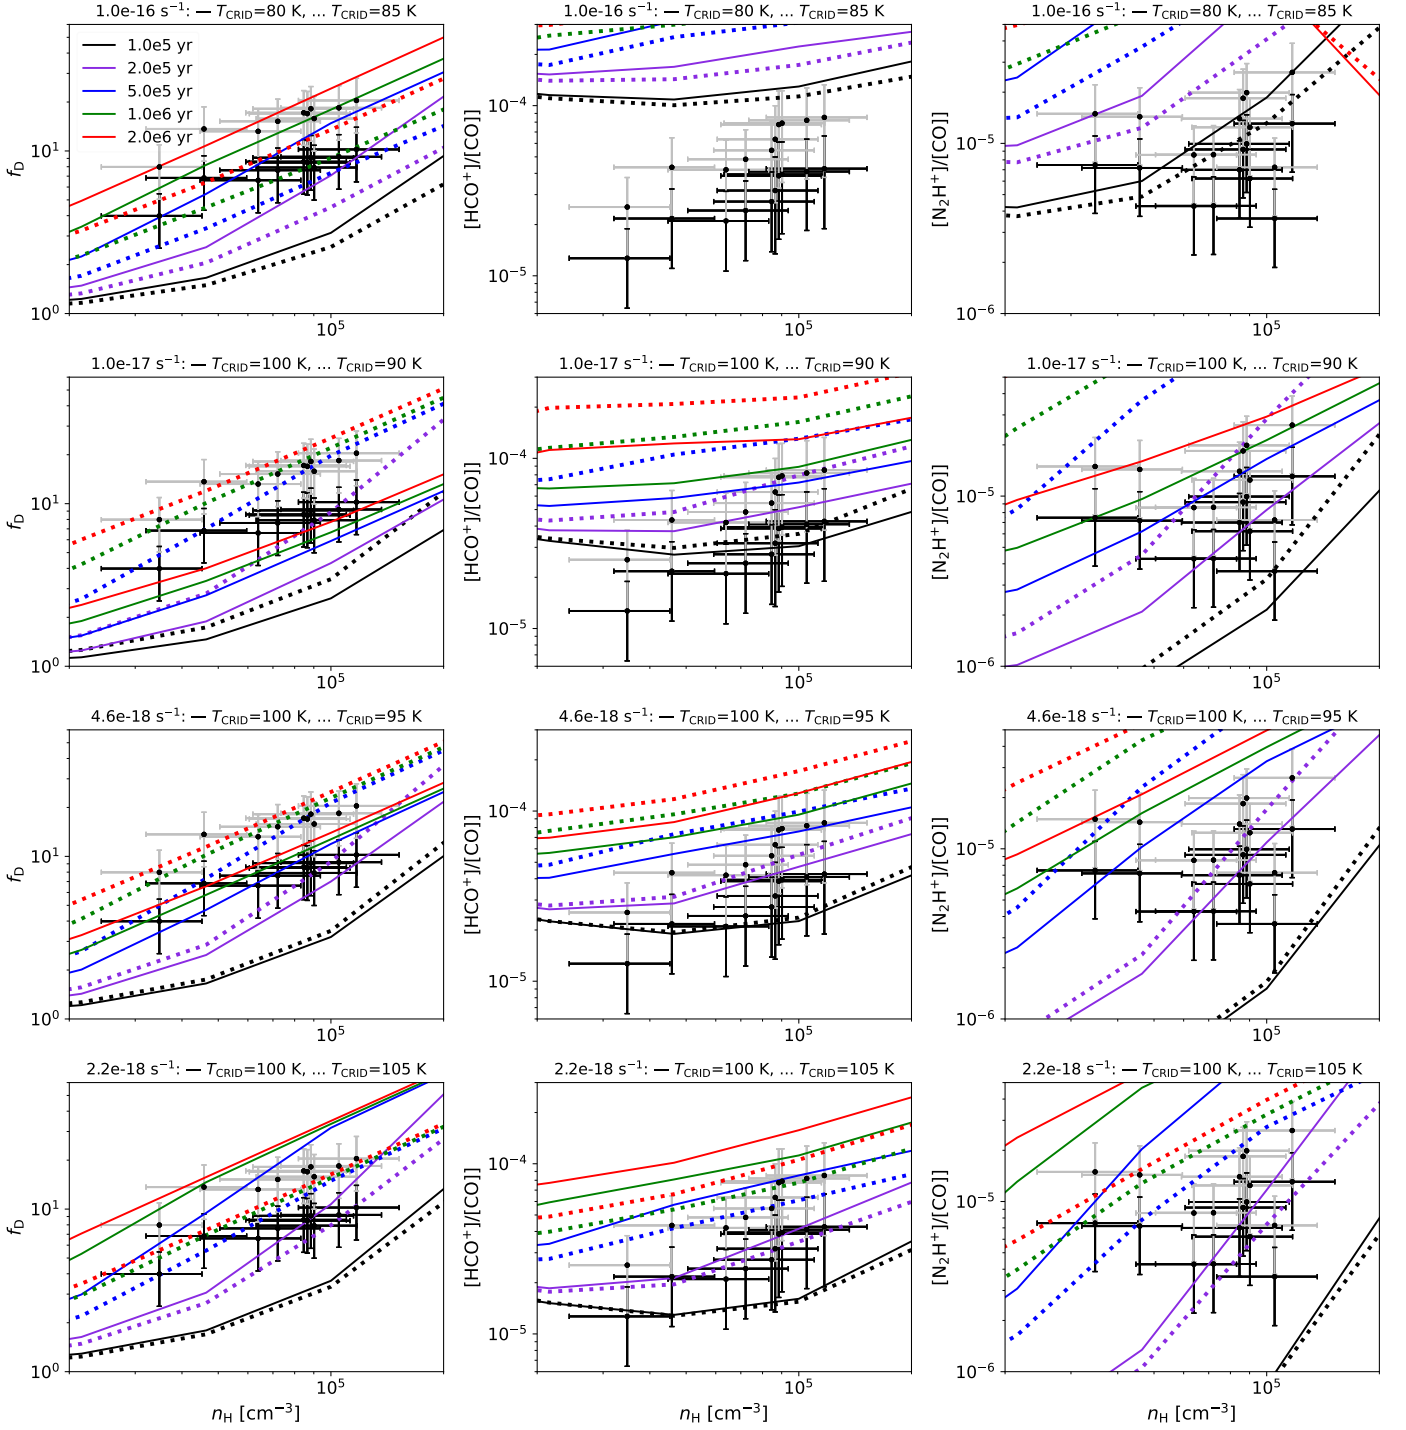 1.0e-16 s⁻¹: — T_CRID=80 K, ... T_CRID=85 K
1.0e-16 s⁻¹: — T_CRID=80 K, ... T_CRID=85 K
1.0e-16 s⁻¹: — T_CRID=80 K, ... T_CRID=85 K
1.0e5 yr
2.0e5 yr
5.0e5 yr
1.0e6 yr
2.0e6 yr
f_D
10¹
10⁰
10⁵
[HCO⁺]/[CO]
10⁻⁴
10⁻⁵
10⁵
[N₂H⁺]/[CO]
10⁻⁵
10⁻⁶
10⁵
1.0e-17 s⁻¹: — T_CRID=100 K, ... T_CRID=90 K
1.0e-17 s⁻¹: — T_CRID=100 K, ... T_CRID=90 K
1.0e-17 s⁻¹: — T_CRID=100 K, ... T_CRID=90 K
f_D
10¹
10⁰
10⁵
[HCO⁺]/[CO]
10⁻⁴
10⁻⁵
10⁵
[N₂H⁺]/[CO]
10⁻⁵
10⁻⁶
10⁵
4.6e-18 s⁻¹: — T_CRID=100 K, ... T_CRID=95 K
4.6e-18 s⁻¹: — T_CRID=100 K, ... T_CRID=95 K
4.6e-18 s⁻¹: — T_CRID=100 K, ... T_CRID=95 K
f_D
10¹
10⁰
10⁵
[HCO⁺]/[CO]
10⁻⁴
10⁻⁵
10⁵
[N₂H⁺]/[CO]
10⁻⁵
10⁻⁶
10⁵
2.2e-18 s⁻¹: — T_CRID=100 K, ... T_CRID=105 K
2.2e-18 s⁻¹: — T_CRID=100 K, ... T_CRID=105 K
2.2e-18 s⁻¹: — T_CRID=100 K, ... T_CRID=105 K
f_D
10¹
10⁰
10⁵
n_H [cm⁻³]
[HCO⁺]/[CO]
10⁻⁴
10⁻⁵
10⁵
n_H [cm⁻³]
[N₂H⁺]/[CO]
10⁻⁵
10⁻⁶
10⁵
n_H [cm⁻³]